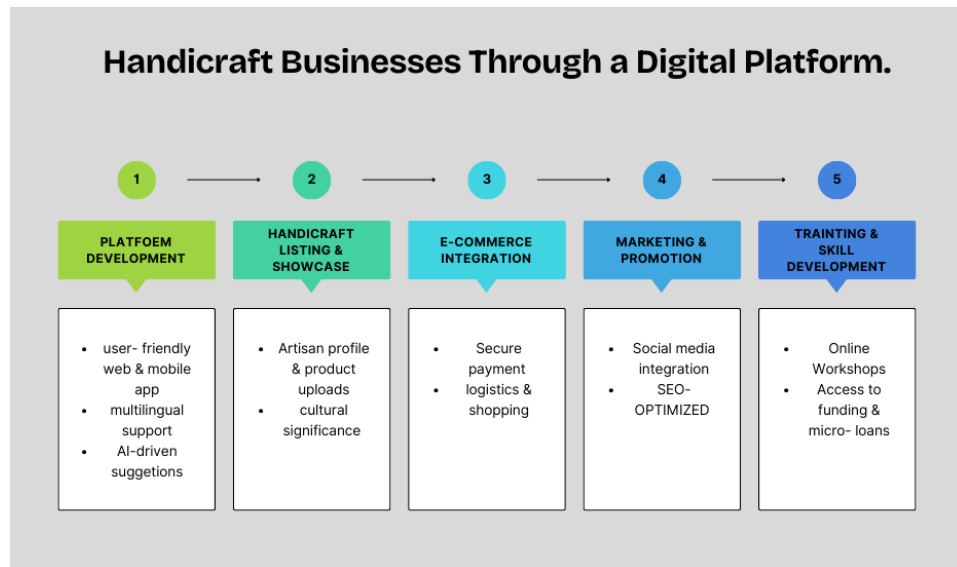 Handicraft Businesses Through a Digital Platform.
1
2
3
4
5
PLATFOEM
DEVELOPMENT
HANDICRAFT
LISTING &
SHOWCASE
E-COMMERCE
INTEGRATION
MARKETING &
PROMOTION
TRAINTING &
SKILL
DEVELOPMENT
• user- friendly
web & mobile
app
• multilingual
support
• AI-driven
suggetions
• Artisan profile
& product
uploads
• cultural
significance
• Secure
payment
• logistics &
shopping
• Social media
integration
• SEO-
OPTIMIZED
• Online
Workshops
• Access to
funding &
micro- loans